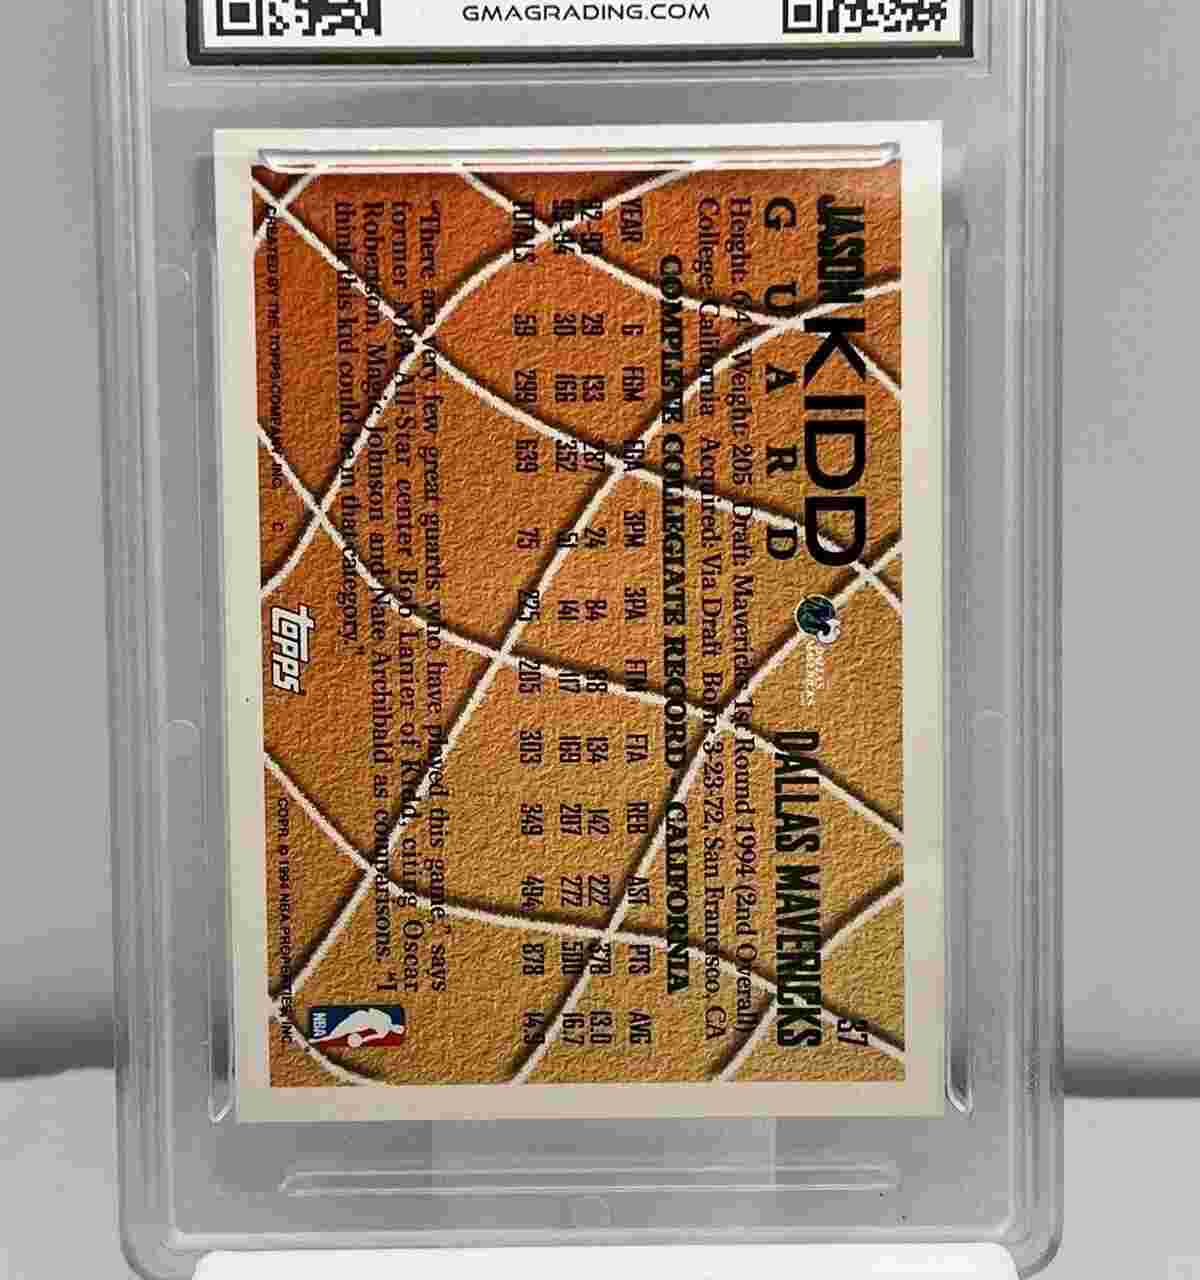 GMAGRADING.COM
37
JASON KIDD
DALLAS MAVERICKS
GUARD
Height: 6'4" Weight: 205 Draft: Mavericks 1st Round 1994 (2nd Overall)
College: California Acquired: Via Draft Born: 3-23-72, San Francisco, CA
COMPLETE COLLEGIATE RECORD - CALIFORNIA
YEAR G FGM FGA 3PM 3PA FTM FTA REB AST PTS AVG
92-93 29 133 287 24 84 88 134 142 222 378 13.0
93-94 30 166 352 51 141 117 169 207 272 500 16.7
TOTALS 59 299 639 75 225 205 303 349 494 878 14.9
"There are very few great guards who have played this game," says
former NBA All-Star center Bob Lanier of Kidd, citing Oscar
Robertson, Magic Johnson and Nate Archibald as comparisons. "I
think this kid could be in that category."
CREATED BY THE TOPPS COMPANY, INC.
topps
COPR. © 1994 NBA PROPERTIES, INC.
NBA